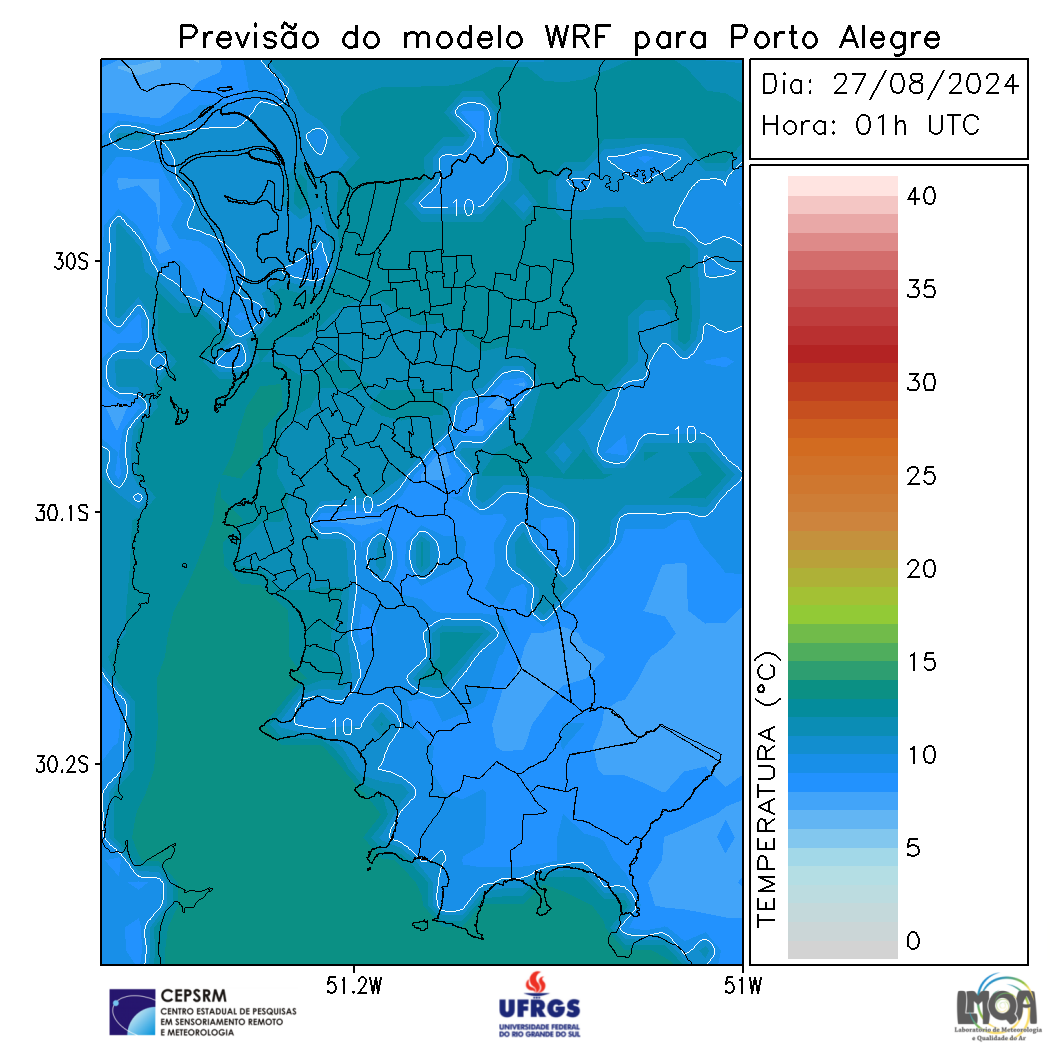 Previsão do modelo WRF para Porto Alegre
Dia: 27/08/2024
Hora: 01h UTC
40
35
30
25
20
15
10
5
0
TEMPERATURA (°C)
30S
30.1S
30.2S
51.2W
51W
10
10
10
10
CEPSRM
CENTRO ESTADUAL DE PESQUISAS
EM SENSORIAMENTO REMOTO
E METEOROLOGIA
UFRGS
UNIVERSIDADE FEDERAL
DO RIO GRANDE DO SUL
LMQA
Laboratório de Meteorologia
e Qualidade do Ar